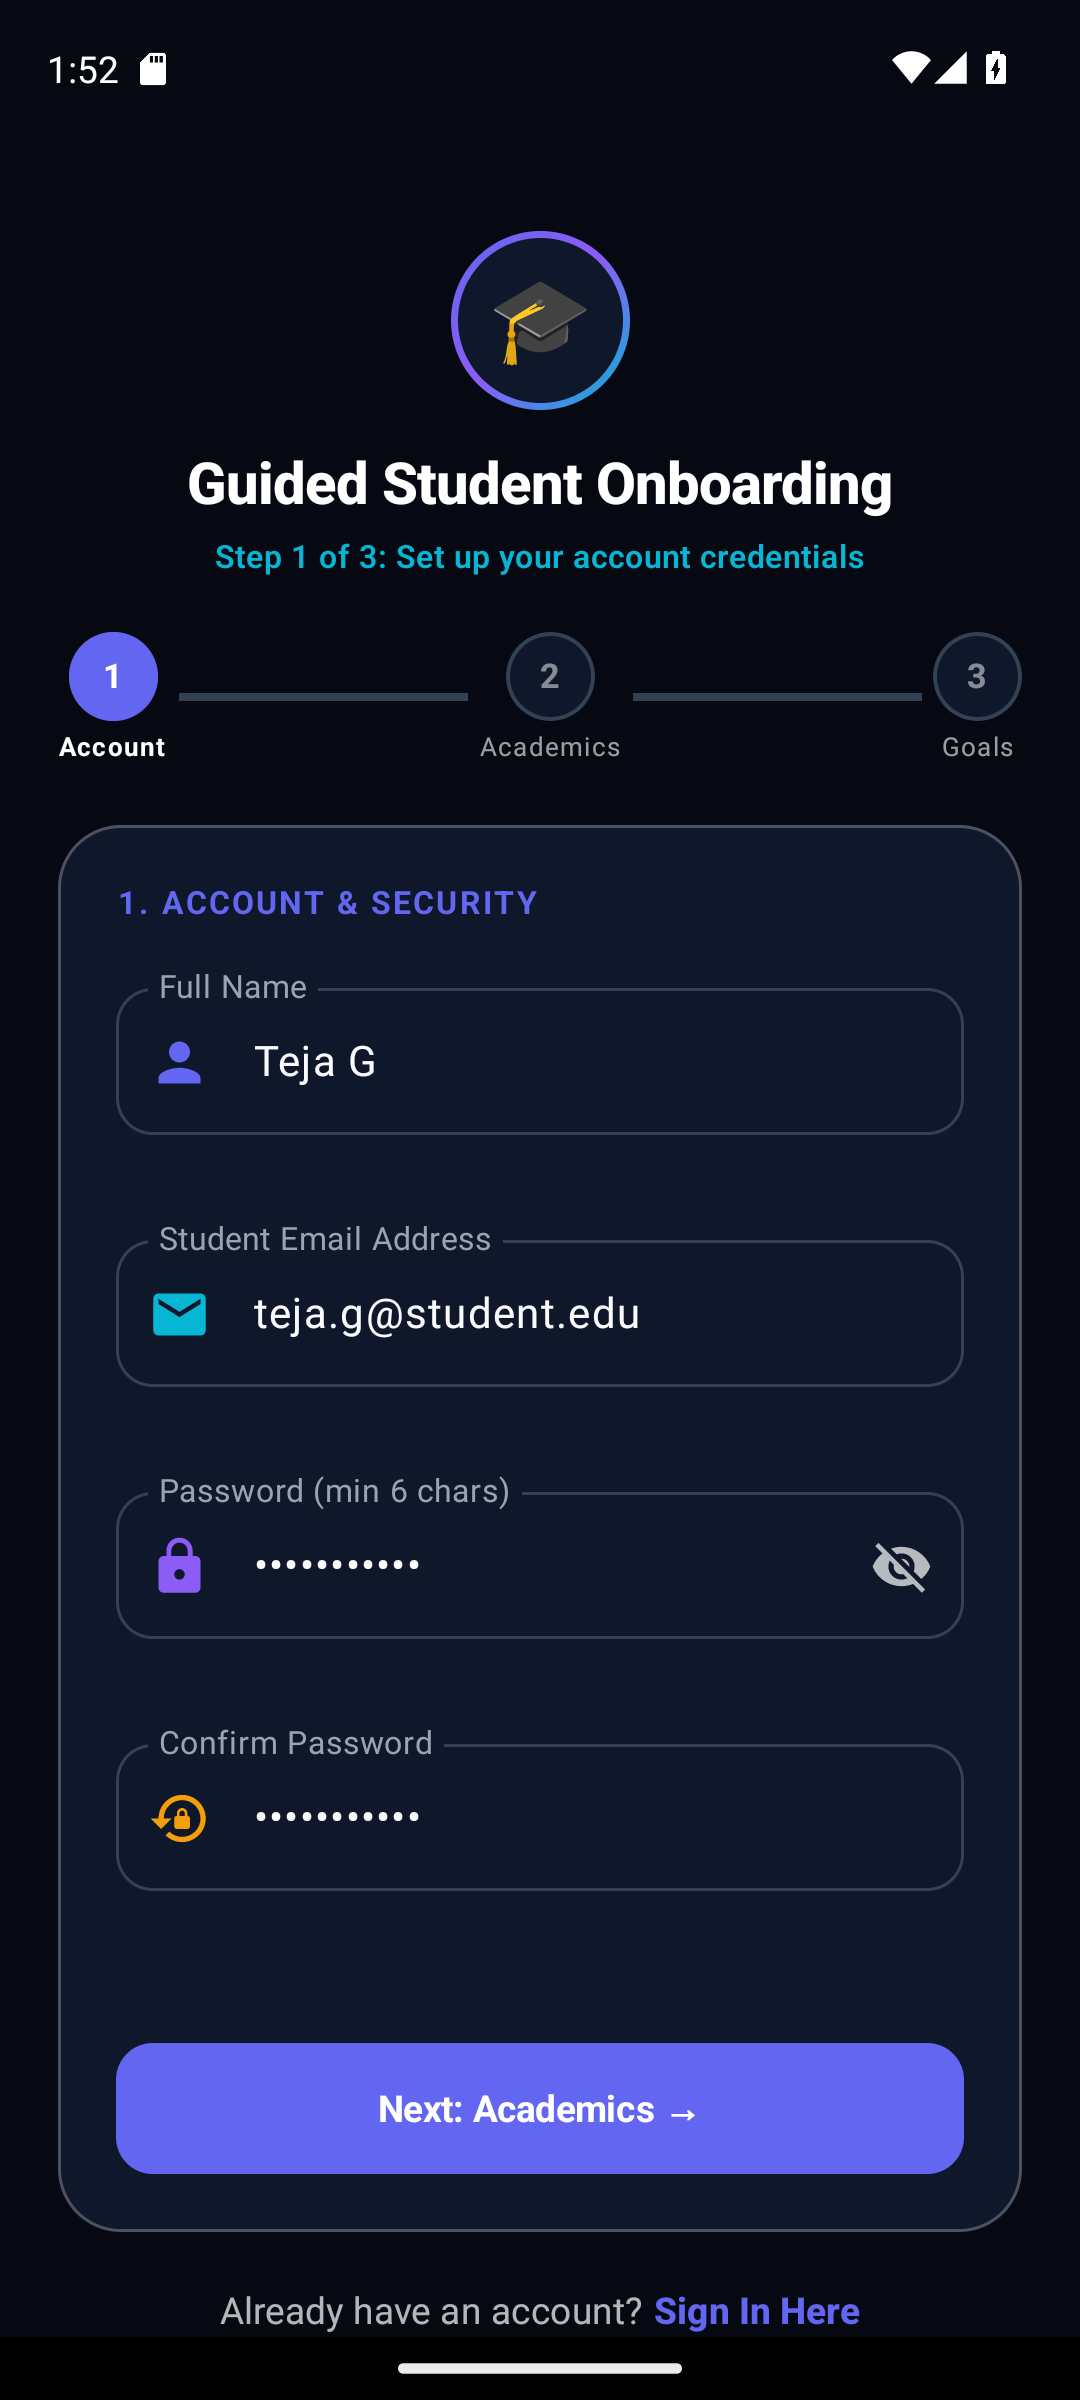 1:52
Guided Student Onboarding
Step 1 of 3: Set up your account credentials
1
2
3
Account
Academics
Goals
1. ACCOUNT & SECURITY
Full Name
Teja G
Student Email Address
teja.g@student.edu
Password (min 6 chars)
•••••••••••
Confirm Password
•••••••••••
Next: Academics →
Already have an account? Sign In Here